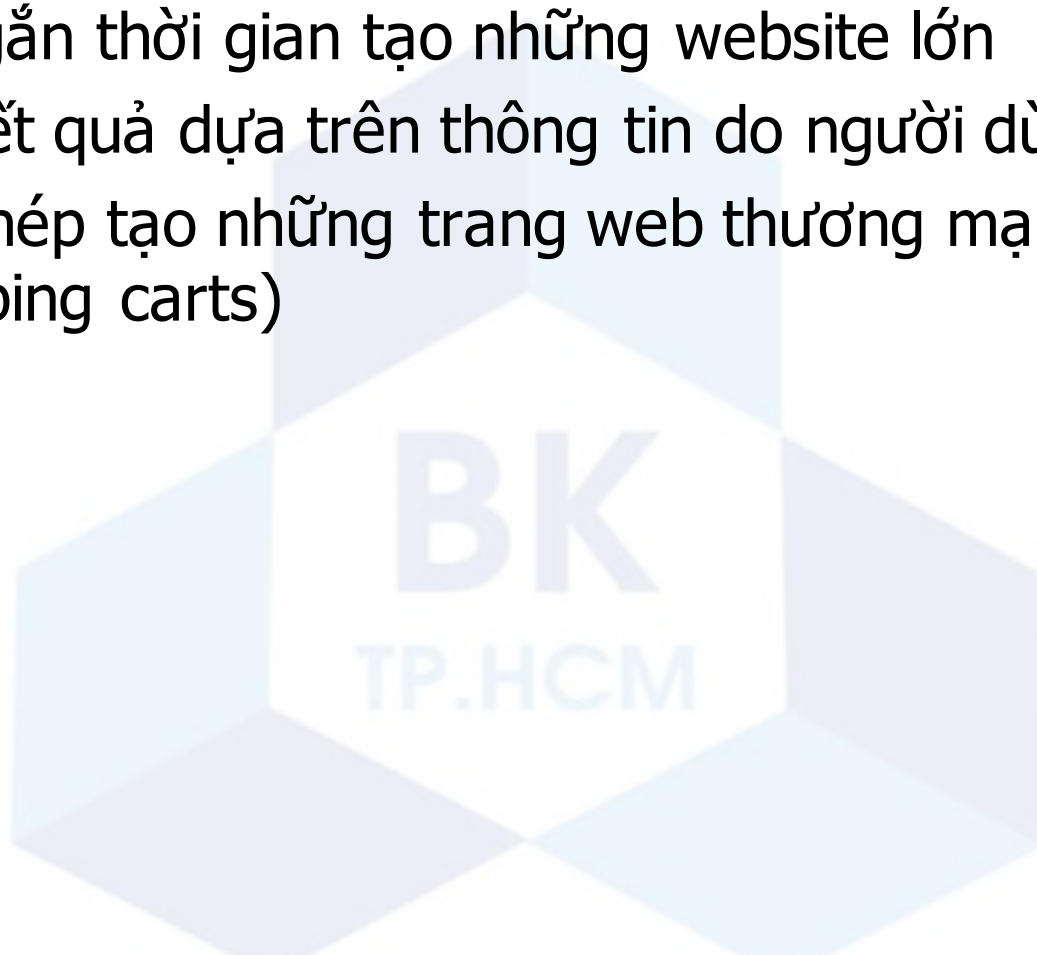 thời gian tạo những website lớn
quả dựa trên thông tin do người
tạo những trang web thương
carts)
BK
TP.HCM